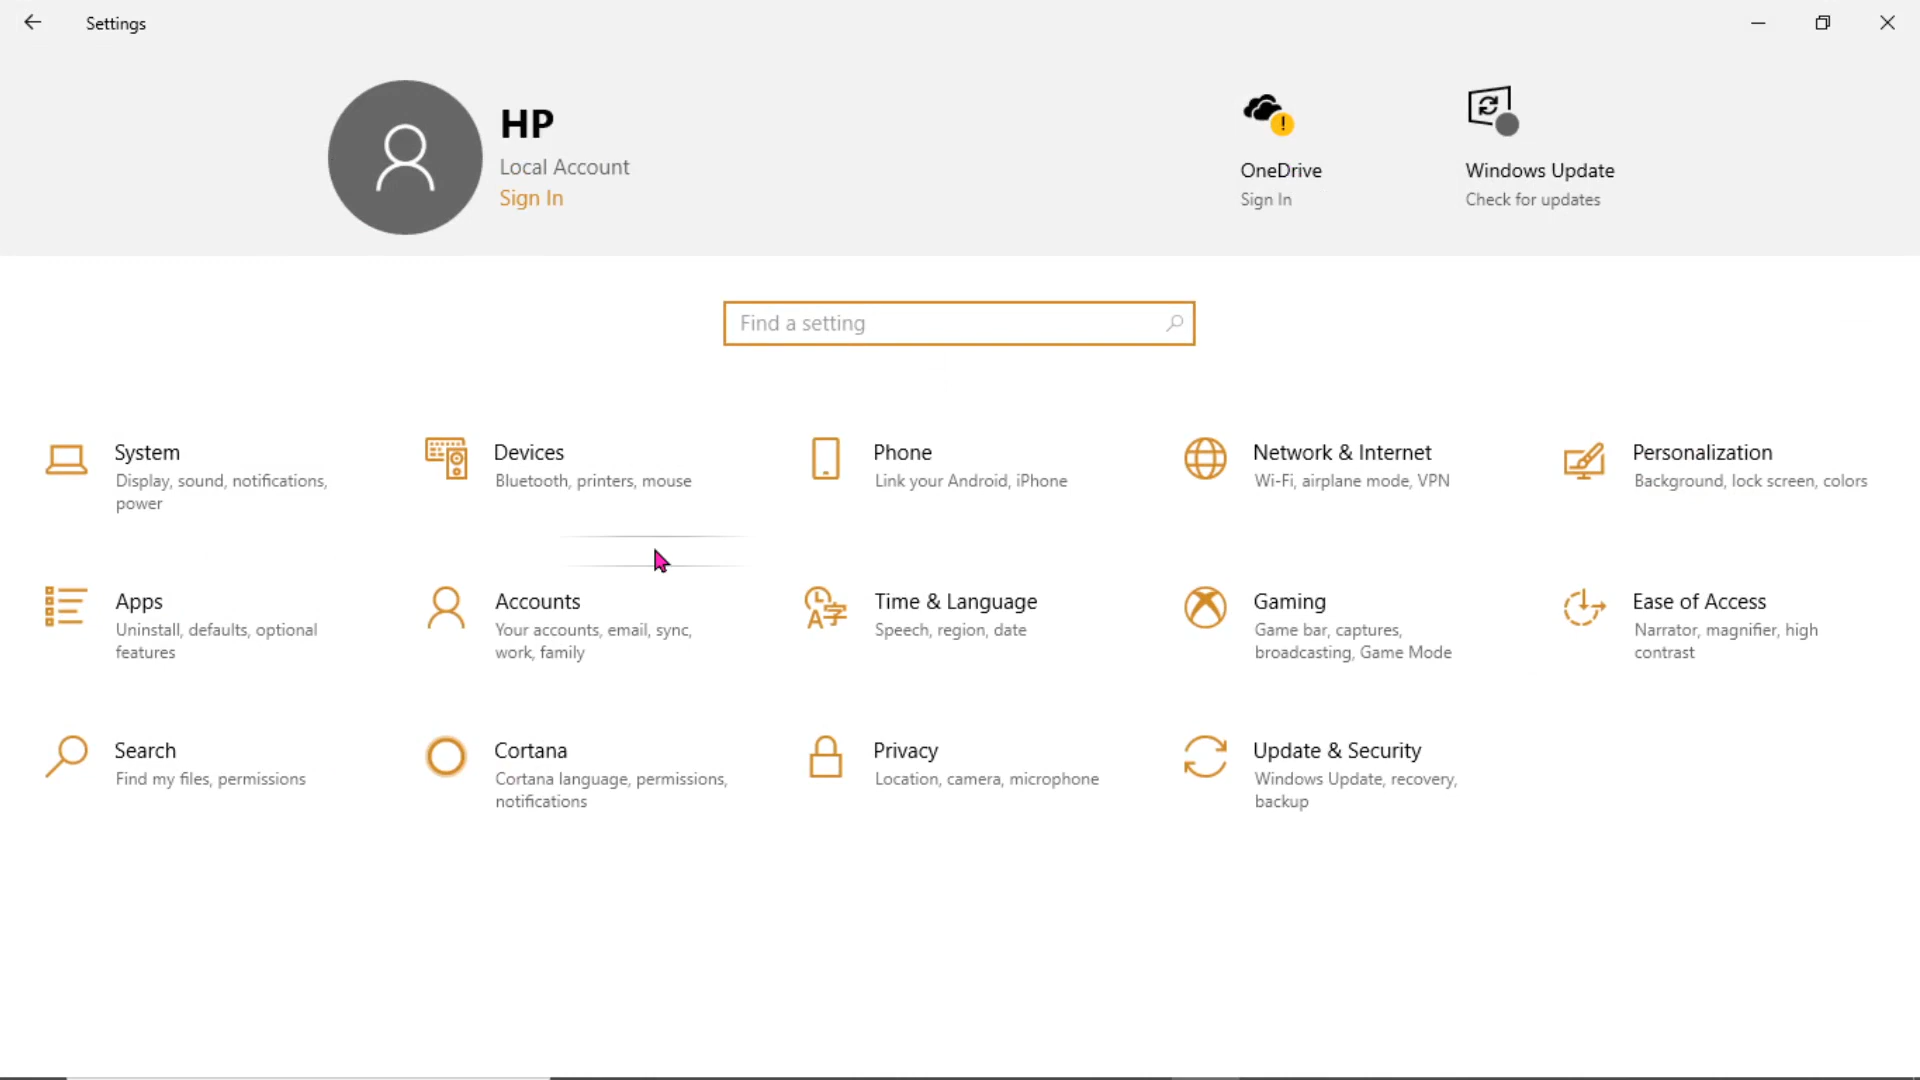 Settings
HP
Local Account
Sign In
OneDrive
Sign In
Windows Update
Check for updates
Find a setting
System
Display, sound, notifications,
power
Devices
Bluetooth, printers, mouse
Phone
Link your Android, iPhone
Network & Internet
Wi-Fi, airplane mode, VPN
Personalization
Background, lock screen, colors
Apps
Uninstall, defaults, optional
features
Accounts
Your accounts, email, sync,
work, family
Time & Language
Speech, region, date
Gaming
Game bar, captures,
broadcasting, Game Mode
Ease of Access
Narrator, magnifier, high
contrast
Search
Find my files, permissions
Cortana
Cortana language, permissions,
notifications
Privacy
Location, camera, microphone
Update & Security
Windows Update, recovery,
backup